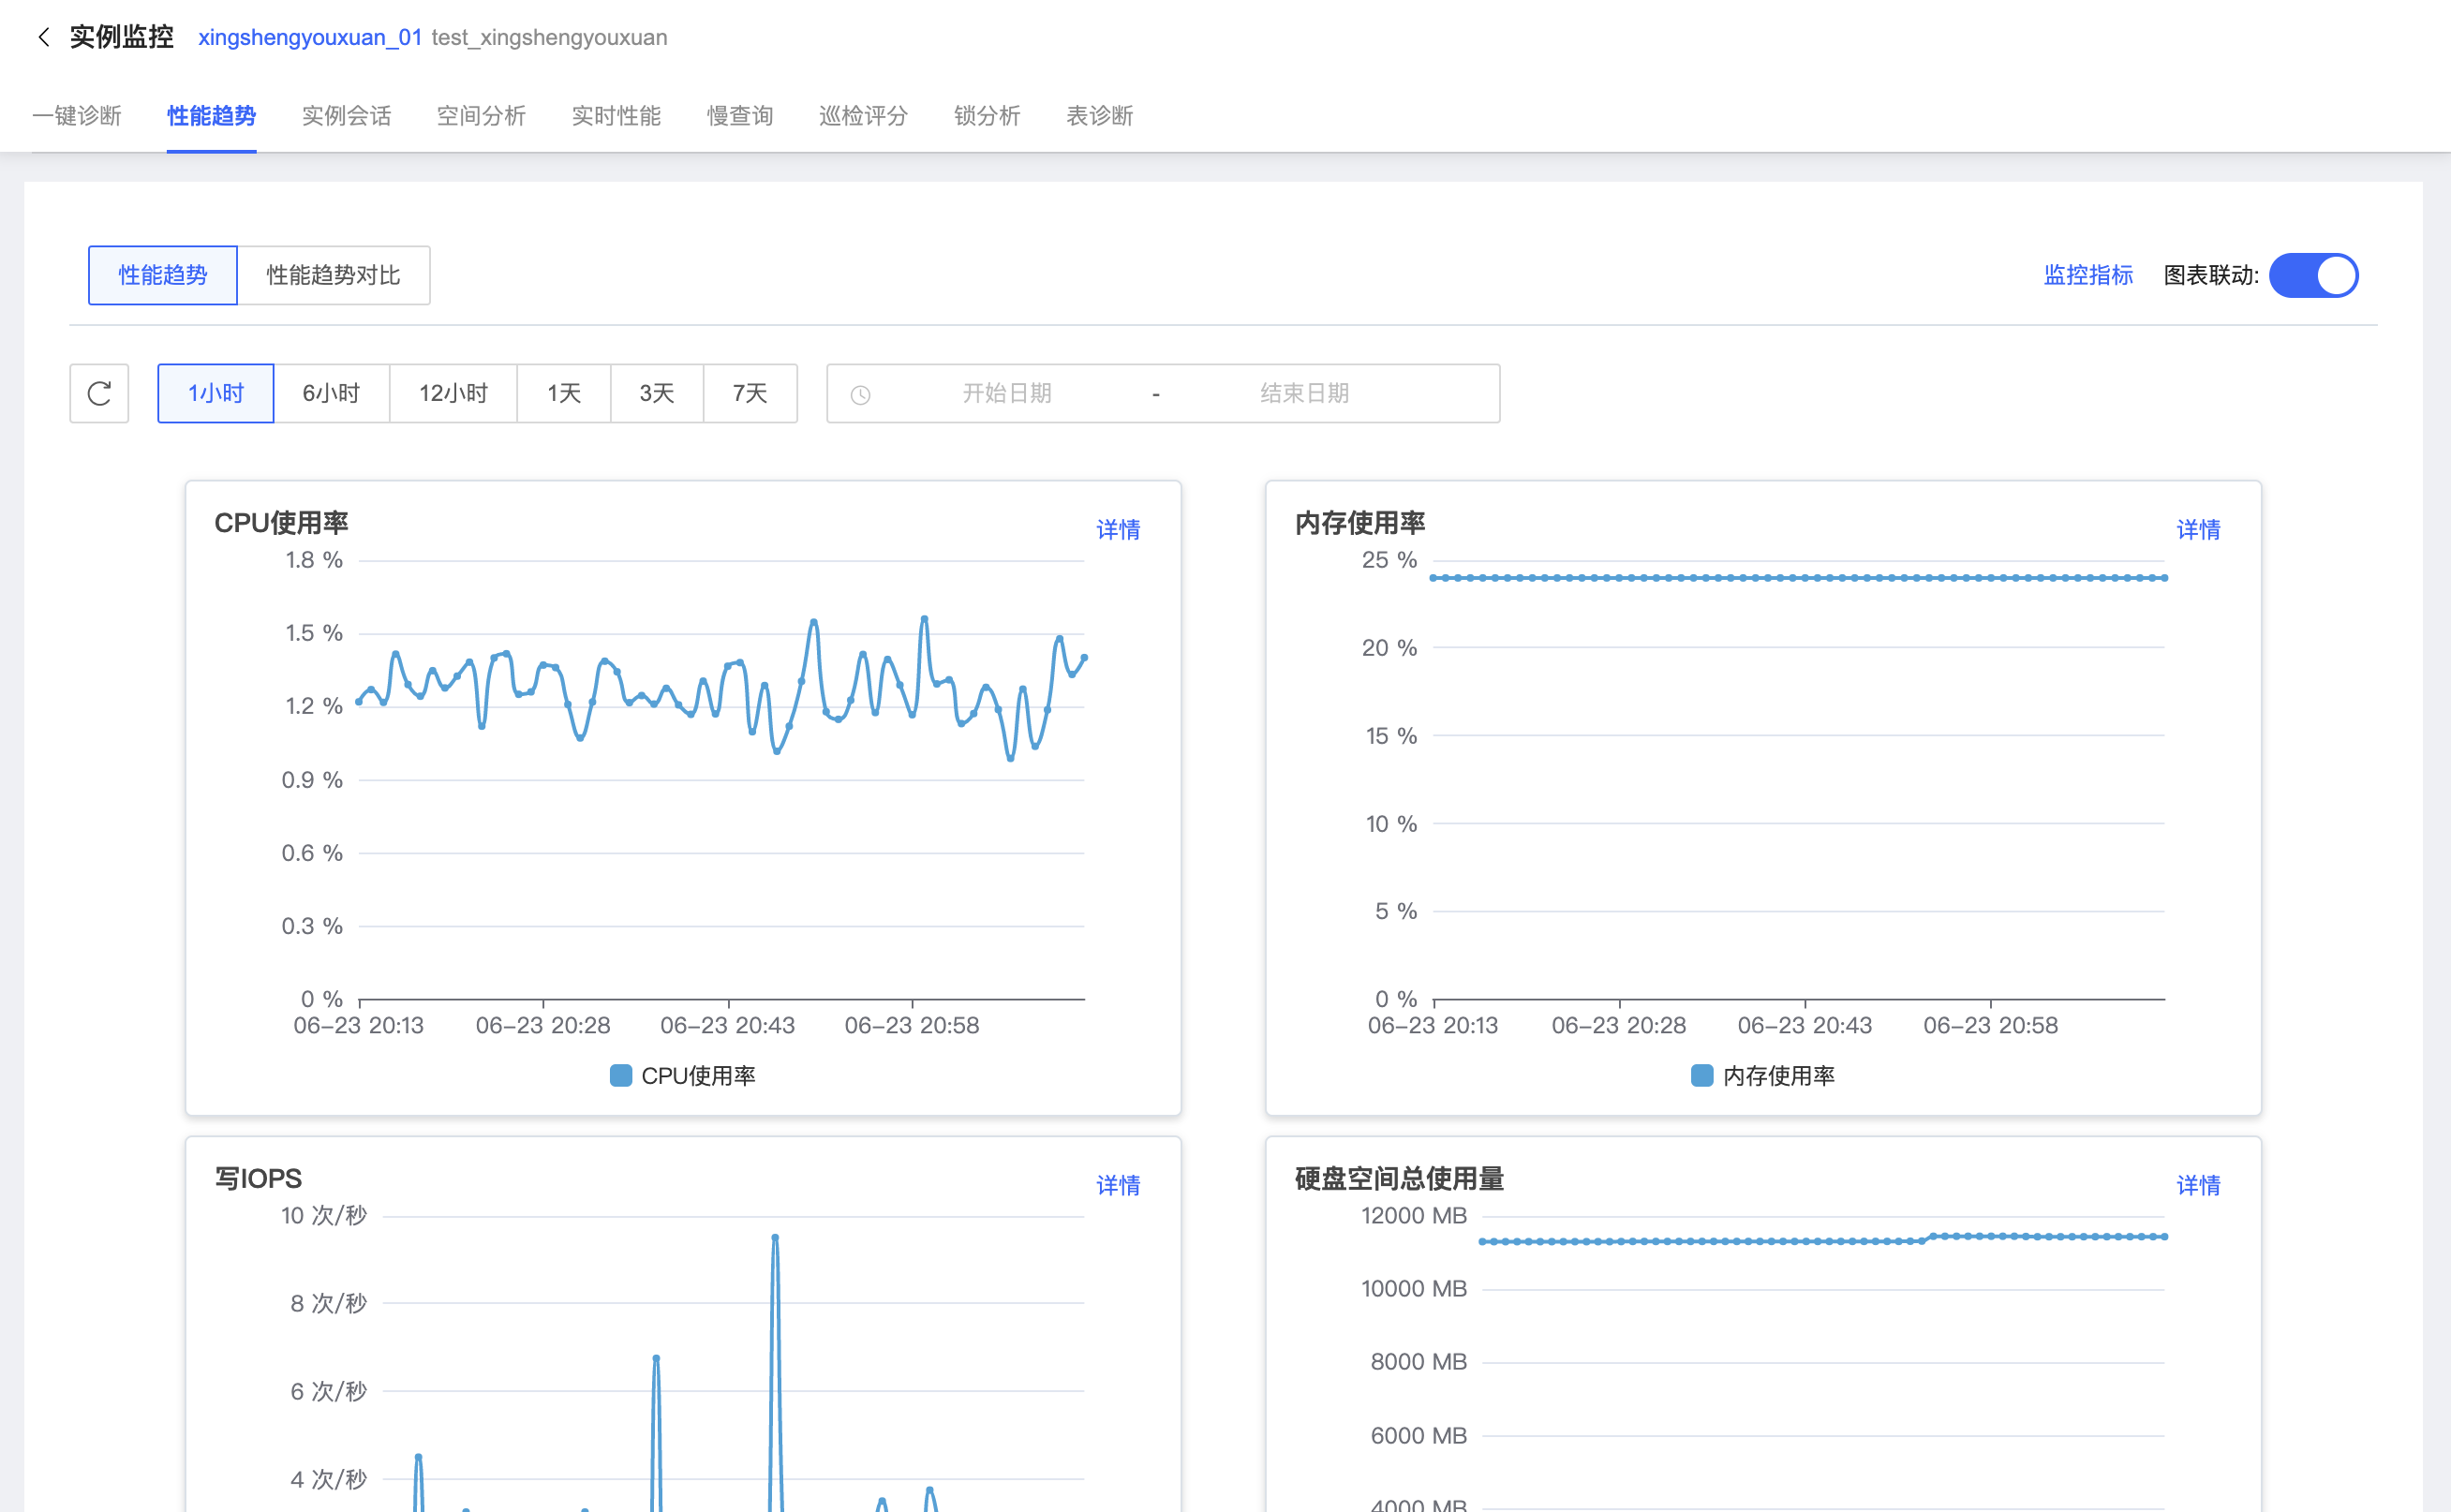 实例监控 xingshengyouxuan_01 test_xingshengyouxuan
一键诊断 性能趋势 实例会话 空间分析 实时性能 慢查询 巡检评分 锁分析 表诊断
性能趋势 性能趋势对比 监控指标 图表联动:
1小时 6小时 12小时 1天 3天 7天 开始日期 - 结束日期
CPU使用率 详情
1.8 %
1.5 %
1.2 %
0.9 %
0.6 %
0.3 %
0 %
06-23 20:13 06-23 20:28 06-23 20:43 06-23 20:58
CPU使用率
内存使用率 详情
25 %
20 %
15 %
10 %
5 %
0 %
06-23 20:13 06-23 20:28 06-23 20:43 06-23 20:58
内存使用率
写IOPS 详情
10 次/秒
8 次/秒
6 次/秒
4 次/秒
硬盘空间总使用量 详情
12000 MB
10000 MB
8000 MB
6000 MB
4000 MB